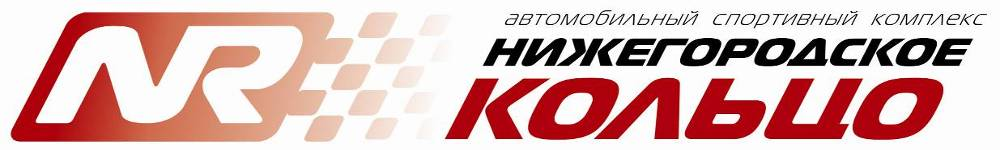 NR
автомобильный спортивный комплекс
НИЖЕГОРОДСКОЕ
КОЛЬЦО